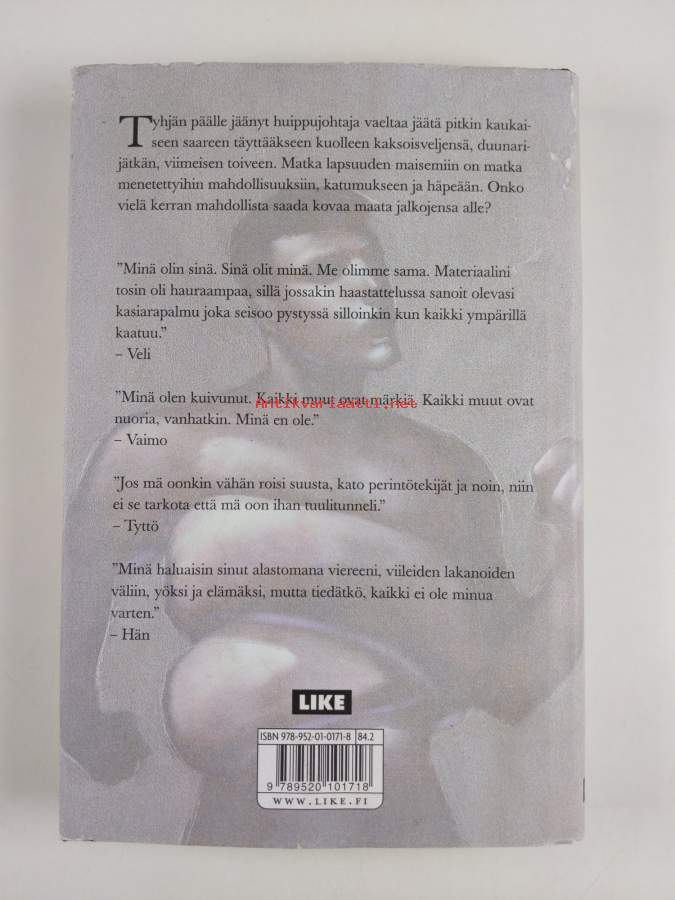 Tyhjän päälle jäänyt huippujohtaja vaeltaa jäätä pitkin kaukai-
seen saareen täyttääkseen kuolleen kaksoisveljensä, duunari-
jätkän, viimeisen toiveen. Matka lapsuuden maisemiin on matka
menetettyihin mahdollisuuksiin, katumukseen ja häpeään. Onko
vielä kerran mahdollista saada kovaa maata jalkojensa alle?
”Minä olin sinä. Sinä olit minä. Me olimme sama. Materiaalini
tosin oli hauraampaa, sillä jossakin haastattelussa sanoit olevasi
kasiarapalmu joka seisoo pystyssä silloinkin kun kaikki ympärillä
kaatuu.”
– Veli
”Minä olen kuivunut. Kaikki muut ovat märkiä. Kaikki muut ovat
antikvariaatti.net
nuoria, vanhatkin. Minä en ole.”
– Vaimo
”Jos mä oonkin vähän roisi suusta, kato perintötekijät ja noin, niin
ei se tarkota että mä oon ihan tuulitunneli.”
– Tyttö
”Minä haluaisin sinut alastomana viereeni, viileiden lakanoiden
väliin, yöksi ja elämäksi, mutta tiedätkö, kaikki ei ole minua
varten.”
– Hän
LIKE
ISBN 978-952-01-0171-8 84.2
9 789520 101718
WWW.LIKE.FI